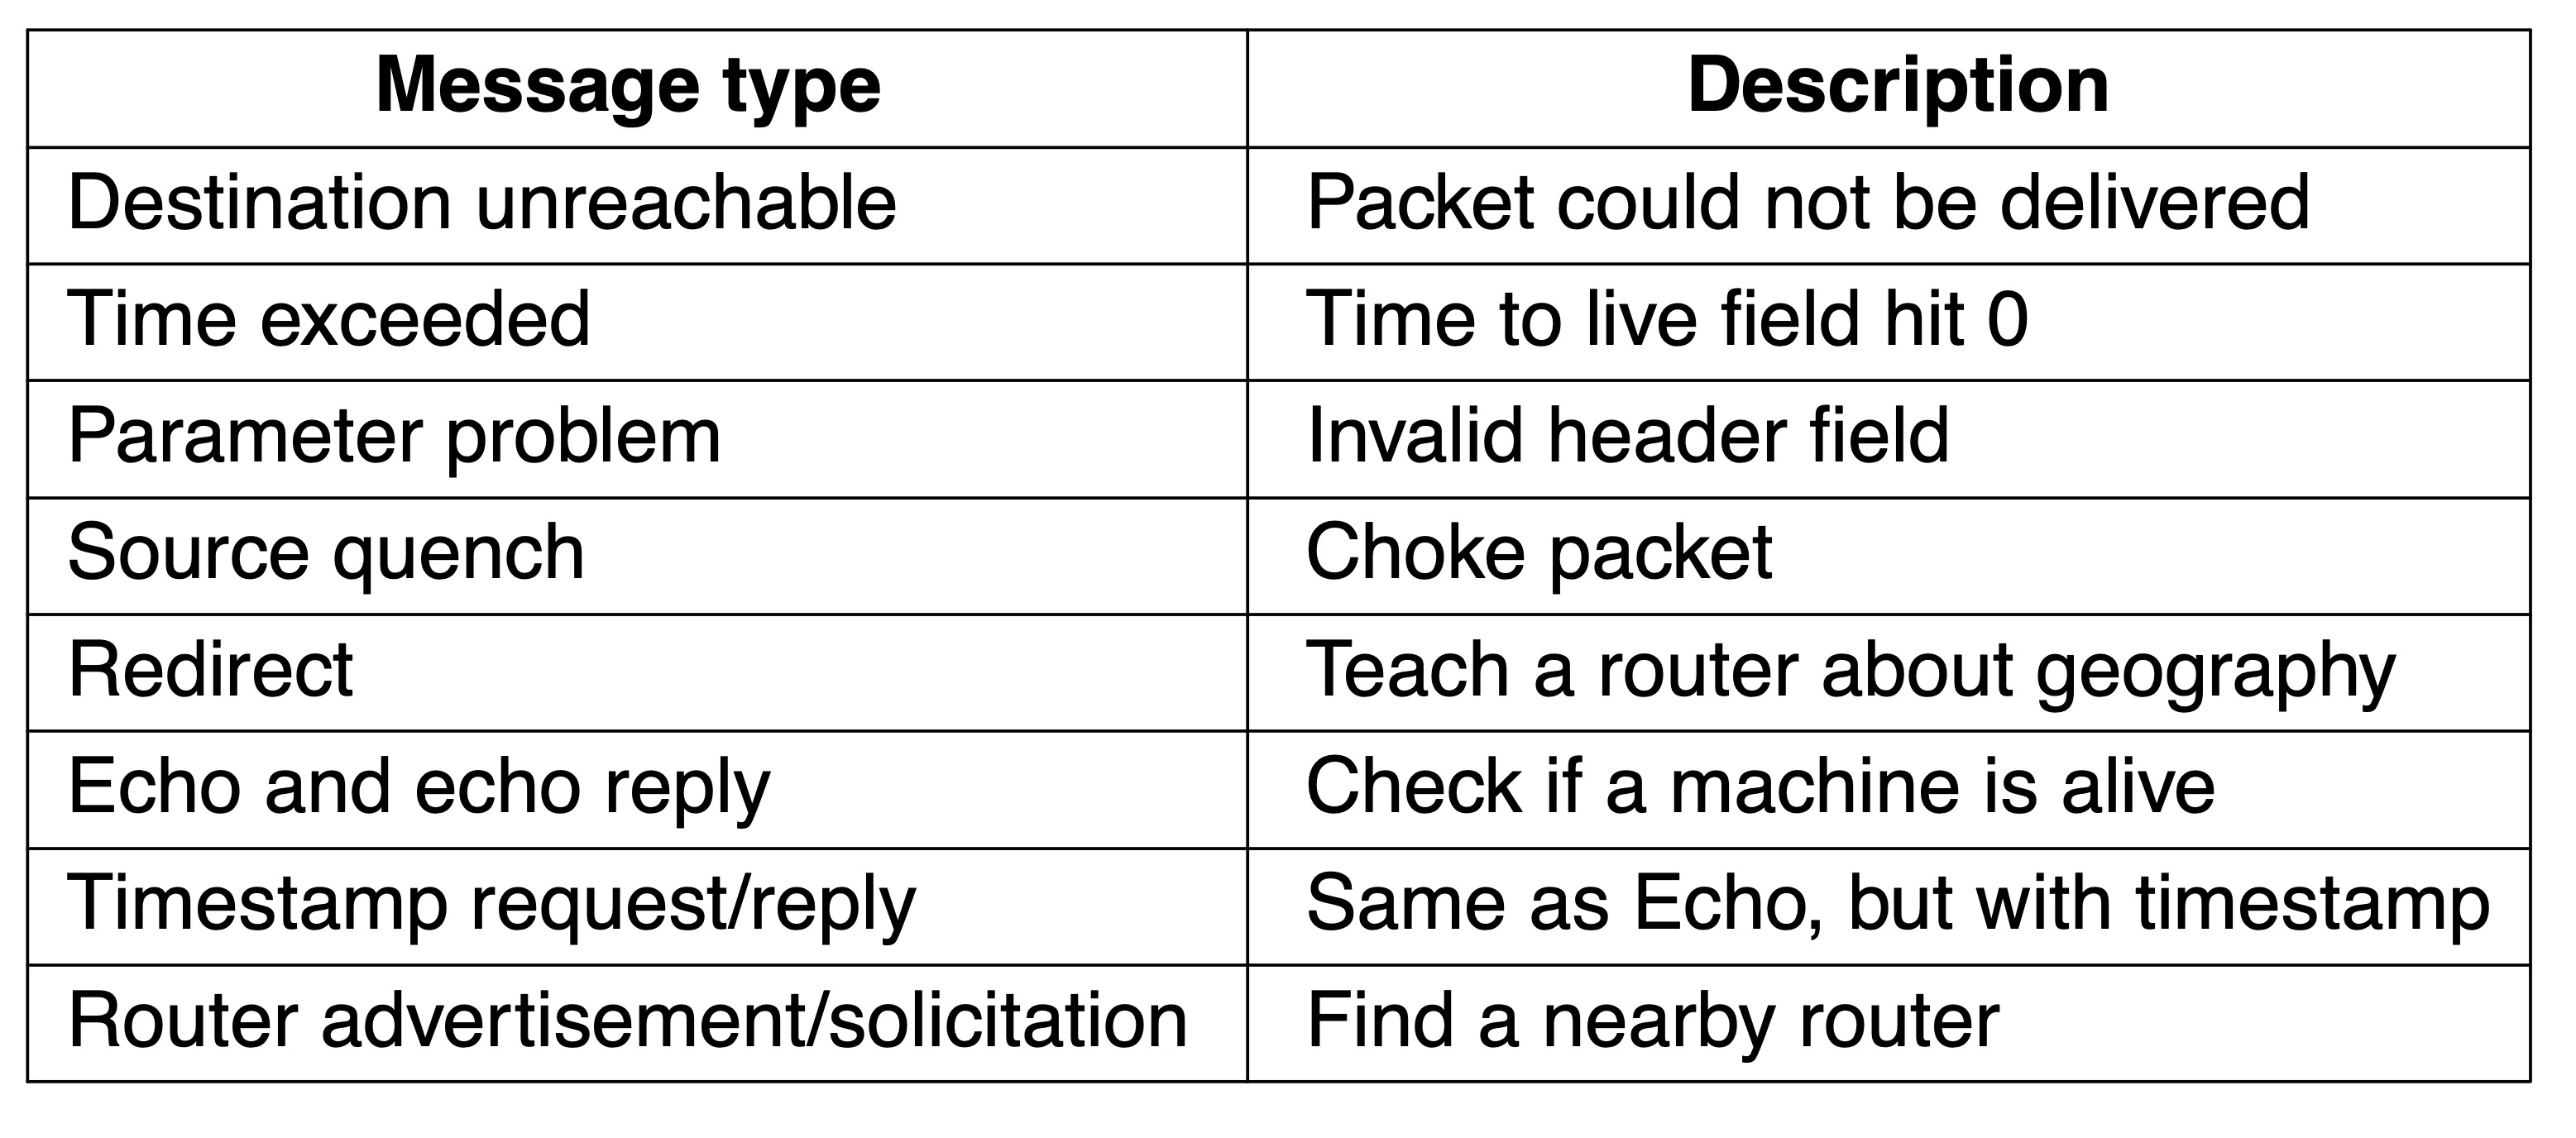 Message type Description
Destination unreachable Packet could not be delivered
Time exceeded Time to live field hit 0
Parameter problem Invalid header field
Source quench Choke packet
Redirect Teach a router about geography
Echo and echo reply Check if a machine is alive
Timestamp request/reply Same as Echo, but with timestamp
Router advertisement/solicitation Find a nearby router